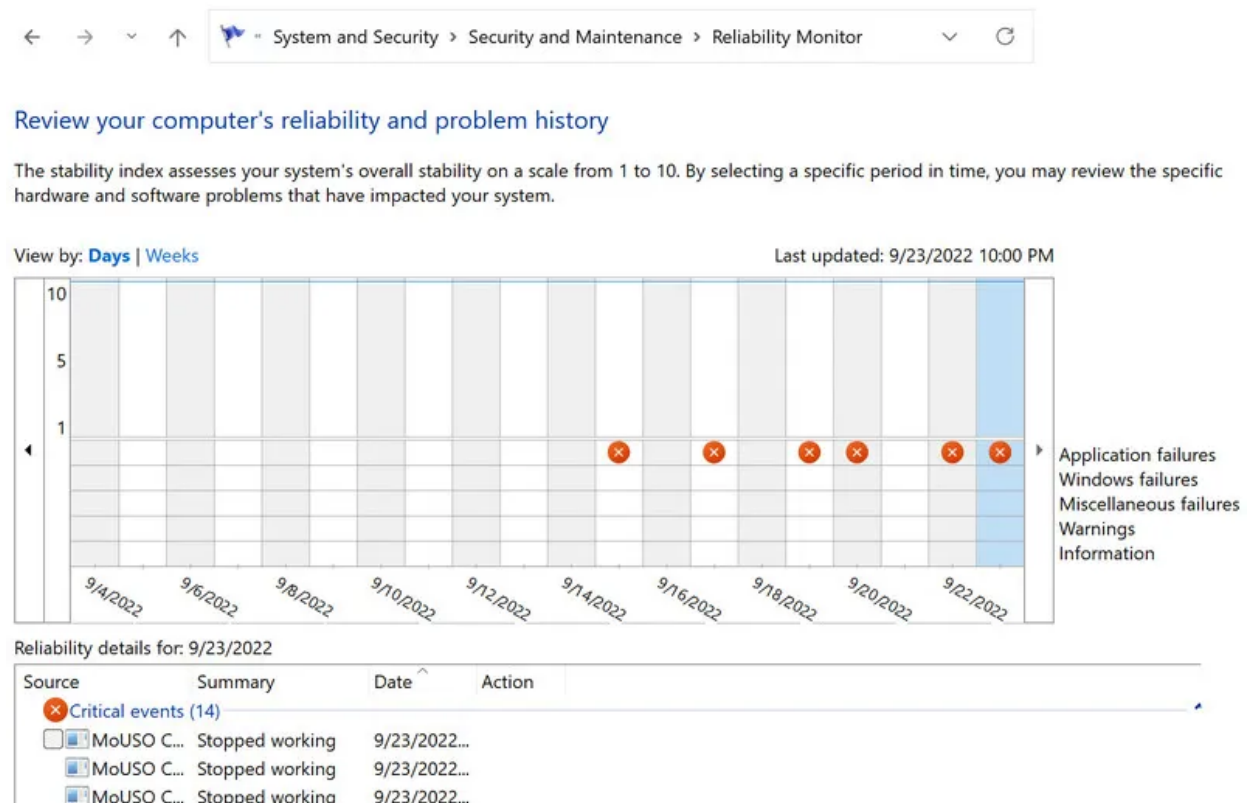 « System and Security > Security and Maintenance > Reliability Monitor
Review your computer's reliability and problem history
The stability index assesses your system's overall stability on a scale from 1 to 10. By selecting a specific period in time, you may review the specific
hardware and software problems that have impacted your system.
View by: Days | Weeks
Last updated: 9/23/2022 10:00 PM
10
5
1
Application failures
Windows failures
Miscellaneous failures
Warnings
Information
9/4/2022 9/6/2022 9/8/2022 9/10/2022 9/12/2022 9/14/2022 9/16/2022 9/18/2022 9/20/2022 9/22/2022
Reliability details for: 9/23/2022
Source Summary Date Action
Critical events (14)
MoUSO C... Stopped working 9/23/2022...
MoUSO C... Stopped working 9/23/2022...
MoUSO C... Stopped working 9/23/2022...